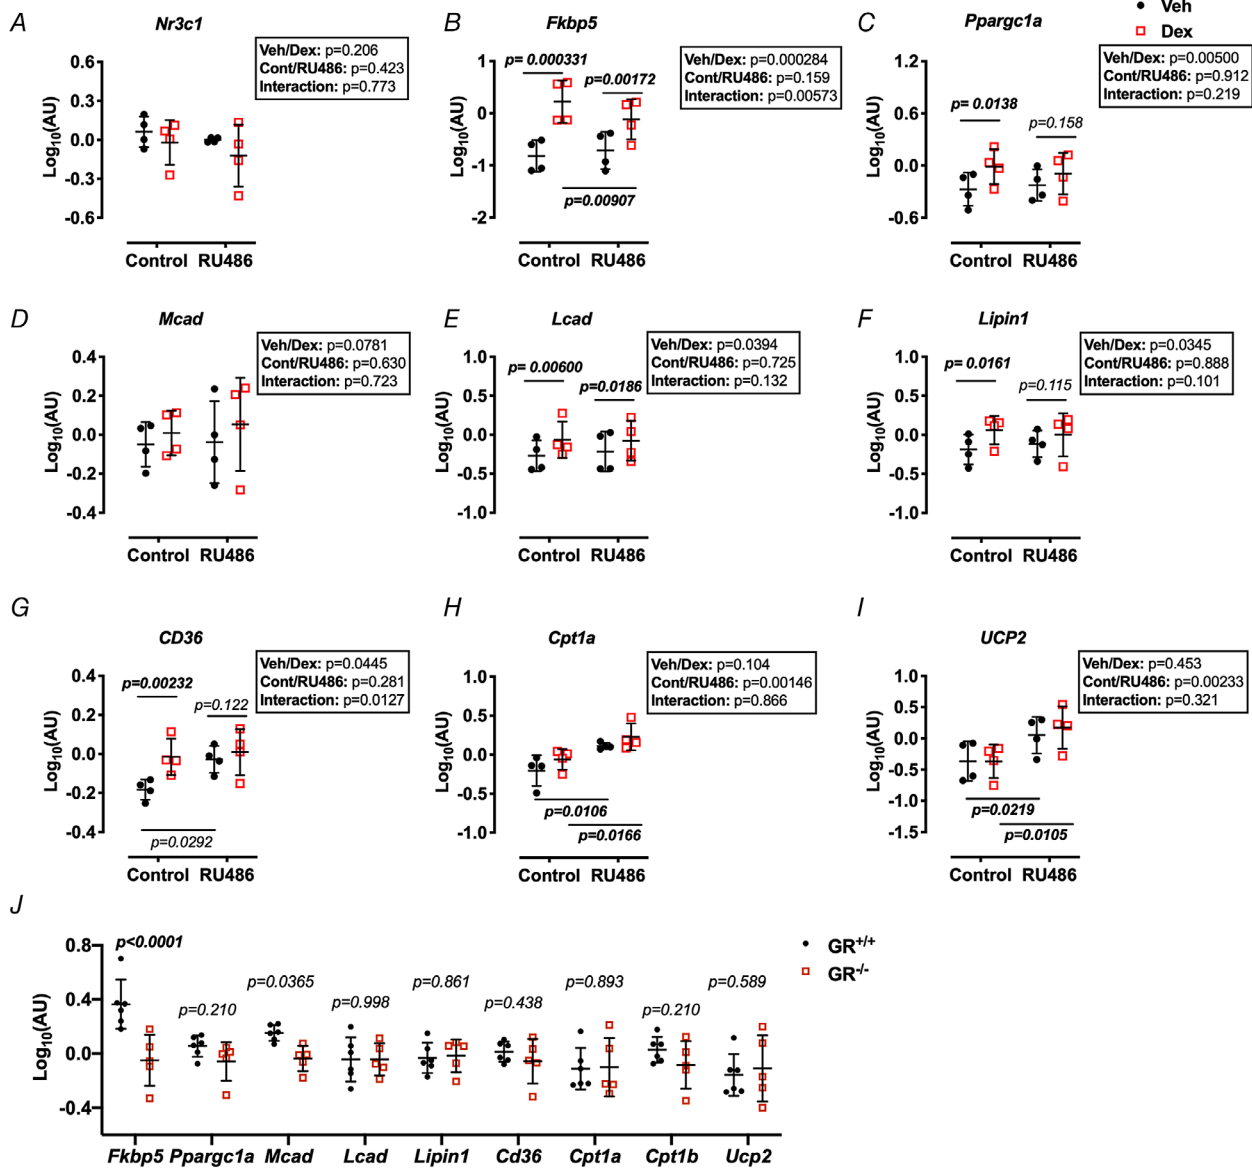 A
Nr3c1
Veh/Dex: p=0.206
Cont/RU486: p=0.423
Interaction: p=0.773
Log10(AU)
0.6
0.3
0.0
-0.3
-0.6
Control RU486
B
Fkbp5
Veh/Dex: p=0.000284
Cont/RU486: p=0.159
Interaction: p=0.00573
Log10(AU)
1
0
-1
-2
p= 0.000331
p=0.00172
p=0.00907
Control RU486
C
Ppargc1a
Veh
Dex
Veh/Dex: p=0.00500
Cont/RU486: p=0.912
Interaction: p=0.219
Log10(AU)
1.2
0.6
0.0
-0.6
p= 0.0138
p=0.158
Control RU486
D
Mcad
Veh/Dex: p=0.0781
Cont/RU486: p=0.630
Interaction: p=0.723
Log10(AU)
0.4
0.2
0.0
-0.2
-0.4
Control RU486
E
Lcad
Veh/Dex: p=0.0394
Cont/RU486: p=0.725
Interaction: p=0.132
Log10(AU)
1.0
0.5
0.0
-0.5
-1.0
p= 0.00600
p=0.0186
Control RU486
F
Lipin1
Veh/Dex: p=0.0345
Cont/RU486: p=0.888
Interaction: p=0.101
Log10(AU)
1.0
0.5
0.0
-0.5
-1.0
p= 0.0161
p=0.115
Control RU486
G
CD36
Veh/Dex: p=0.0445
Cont/RU486: p=0.281
Interaction: p=0.0127
Log10(AU)
0.4
0.2
0.0
-0.2
-0.4
p=0.00232
p=0.122
p=0.0292
Control RU486
H
Cpt1a
Veh/Dex: p=0.104
Cont/RU486: p=0.00146
Interaction: p=0.866
Log10(AU)
1.0
0.5
0.0
-0.5
-1.0
p=0.0106
p=0.0166
Control RU486
I
UCP2
Veh/Dex: p=0.453
Cont/RU486: p=0.00233
Interaction: p=0.321
Log10(AU)
1.0
0.5
0.0
-0.5
-1.0
-1.5
p=0.0219
p=0.0105
Control RU486
J
Log10(AU)
0.8
0.4
0.0
-0.4
p<0.0001
p=0.210
p=0.0365
p=0.998
p=0.861
p=0.438
p=0.893
p=0.210
p=0.589
GR+/+
GR-/-
Fkbp5 Ppargc1a Mcad Lcad Lipin1 Cd36 Cpt1a Cpt1b Ucp2